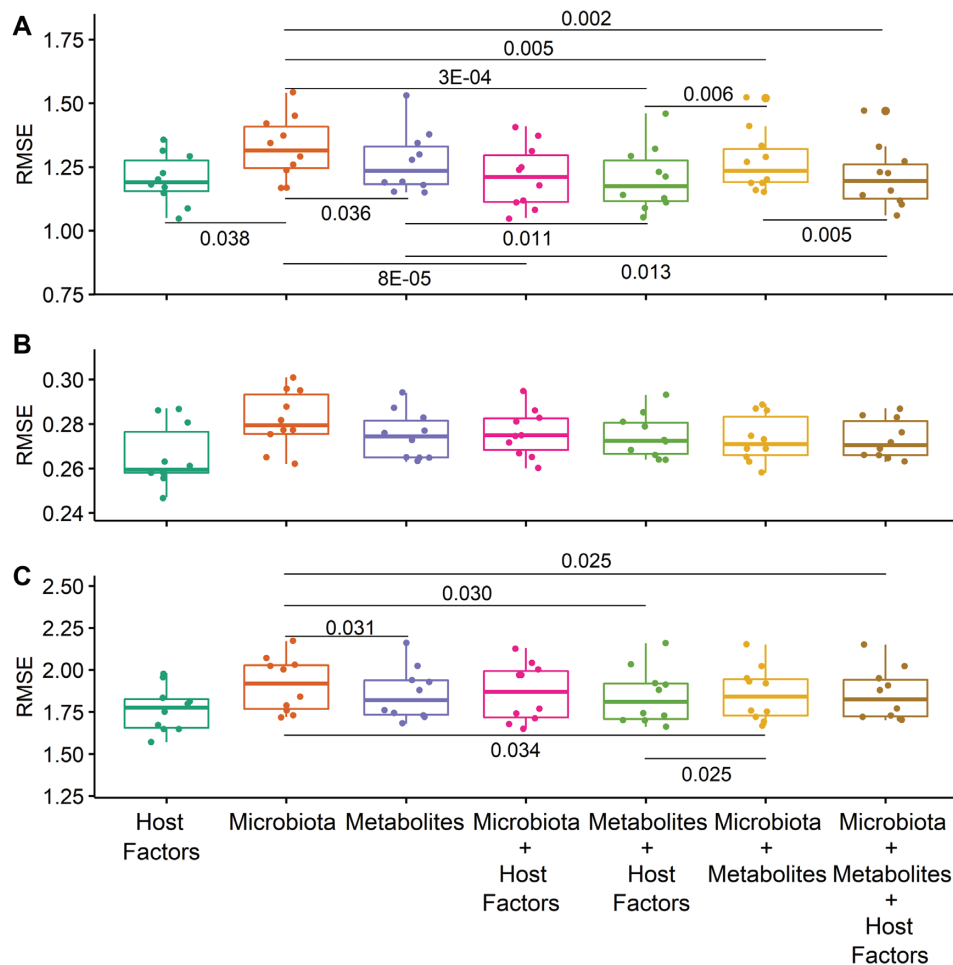 A
RMSE
1.75
1.50
1.25
1.00
0.75
0.002
0.005
3E-04
0.006
0.036
0.038
0.011
0.005
8E-05
0.013
B
RMSE
0.30
0.28
0.26
0.24
C
RMSE
2.50
2.25
2.00
1.75
1.50
1.25
0.025
0.030
0.031
0.034
0.025
Host
Factors
Microbiota
Metabolites
Microbiota
+
Host
Factors
Metabolites
+
Host
Factors
Microbiota
+
Metabolites
Microbiota
+
Metabolites
+
Host
Factors